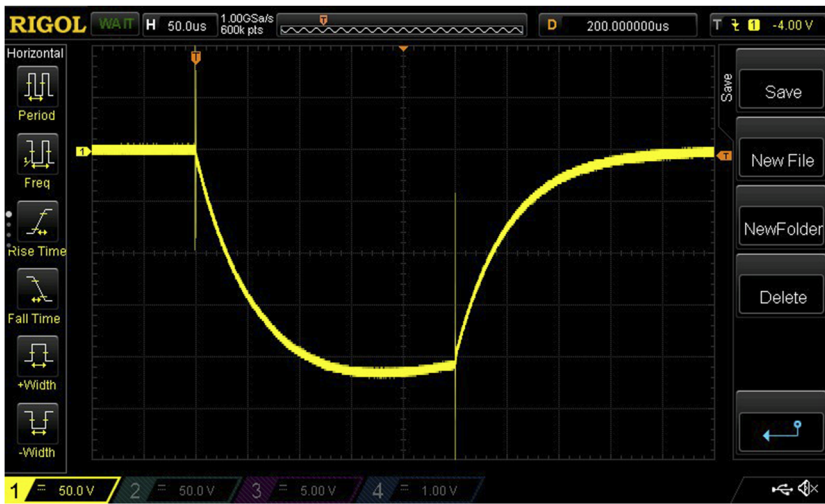 RIGOL WAIT H 50.0us 1.00GSa/s 600k pts T D 200.000000us T 1 -4.00 V
Horizontal
Period
Freq
Rise Time
Fall Time
+Width
-Width
T
1
T
Save
Save
New File
NewFolder
Delete
1 = 50.0 V 2 = 50.0 V 3 = 5.00 V 4 = 1.00 V